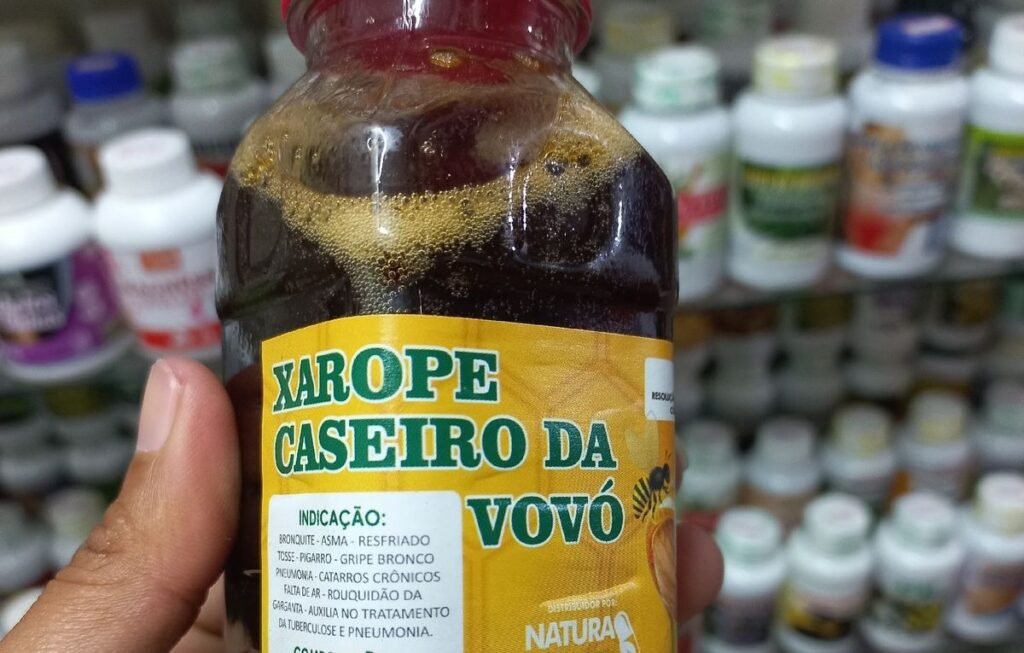 XAROPE
CASEIRO DA
VOVÓ
INDICAÇÃO:
BRONQUITE - ASMA - RESFRIADO
TOSSE - PIGARRO - GRIPE BRONCO
PNEUMONIA - CATARROS CRÔNICOS
FALTA DE AR - ROUQUIDÃO DA
GARGANTA - AUXILIA NO TRATAMENTO
DA TUBERCULOSE E PNEUMONIA.
DISTRIBUIDOR POR:
NATURA